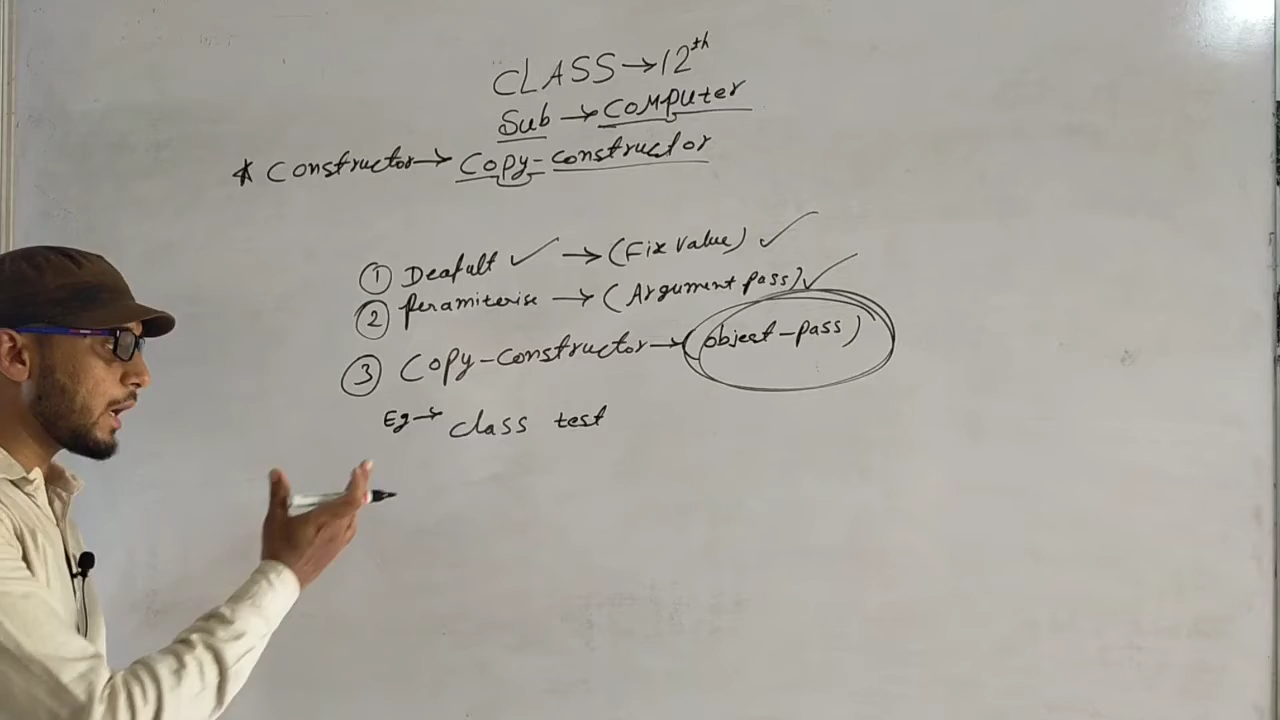 CLASS → 12th
Sub → Computer
* Constructor → Copy-constructor
① Deafult ✓ → (Fix value) ✓
② Peramiterise → (Argument pass) ✓
③ Copy-constructor → (object-pass)
Eg → Class test